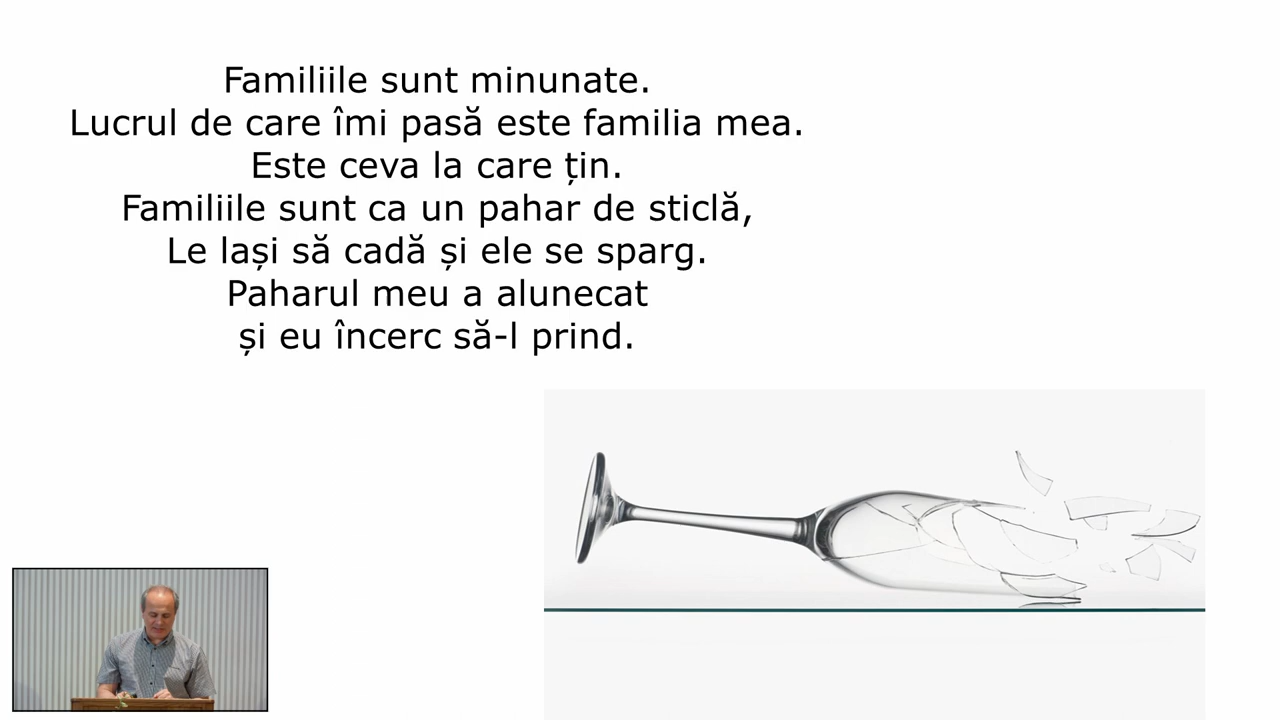 Familiile sunt minunate.
Lucrul de care îmi pasă este familia mea.
Este ceva la care țin.
Familiile sunt ca un pahar de sticlă,
Le lași să cadă și ele se sparg.
Paharul meu a alunecat
și eu încerc să-l prind.